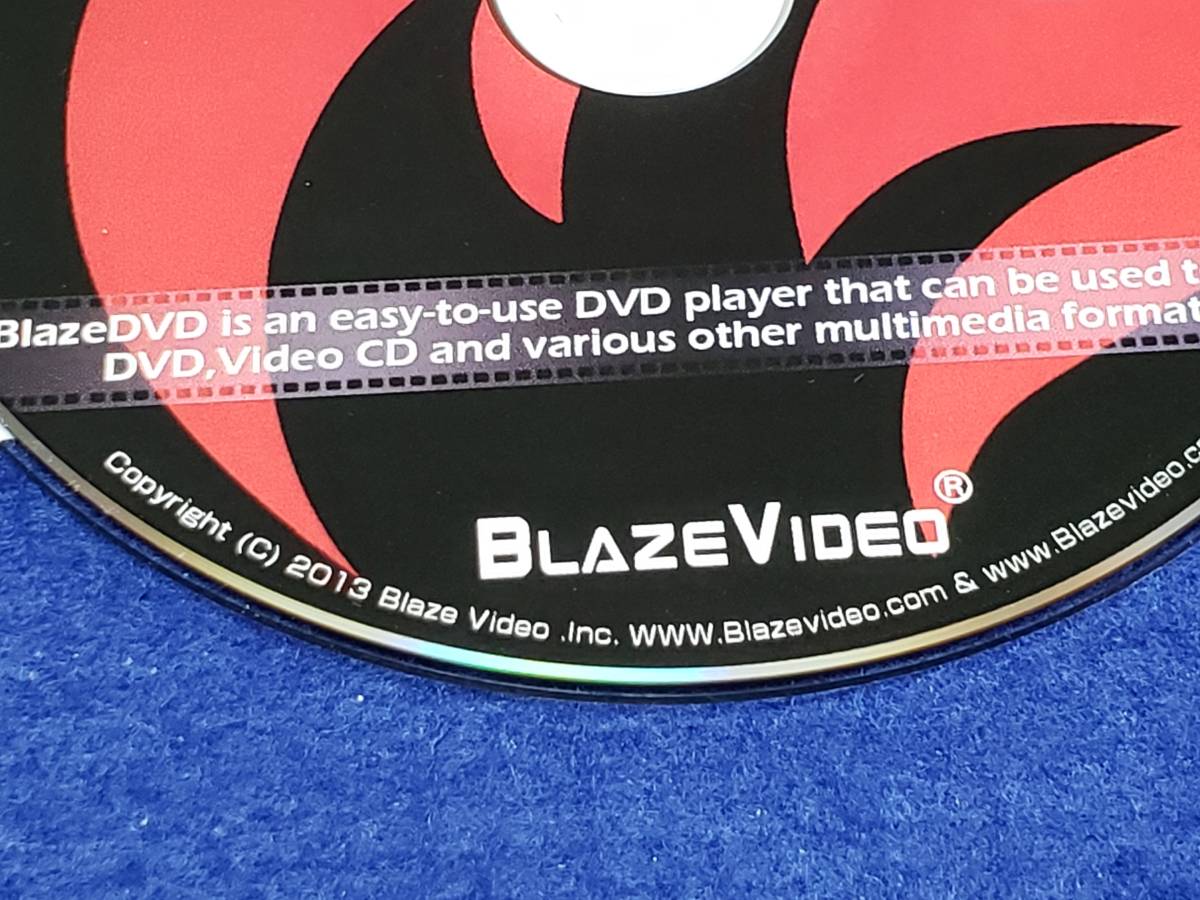 BlazeDVD is an easy-to-use DVD player that can be used
DVD,Video CD and various other multimedia
BLAZEVIDEO®
Copyright (C) 2013 Blaze Video .Inc. WWW.Blazevideo.com & www.Blazevideo.c